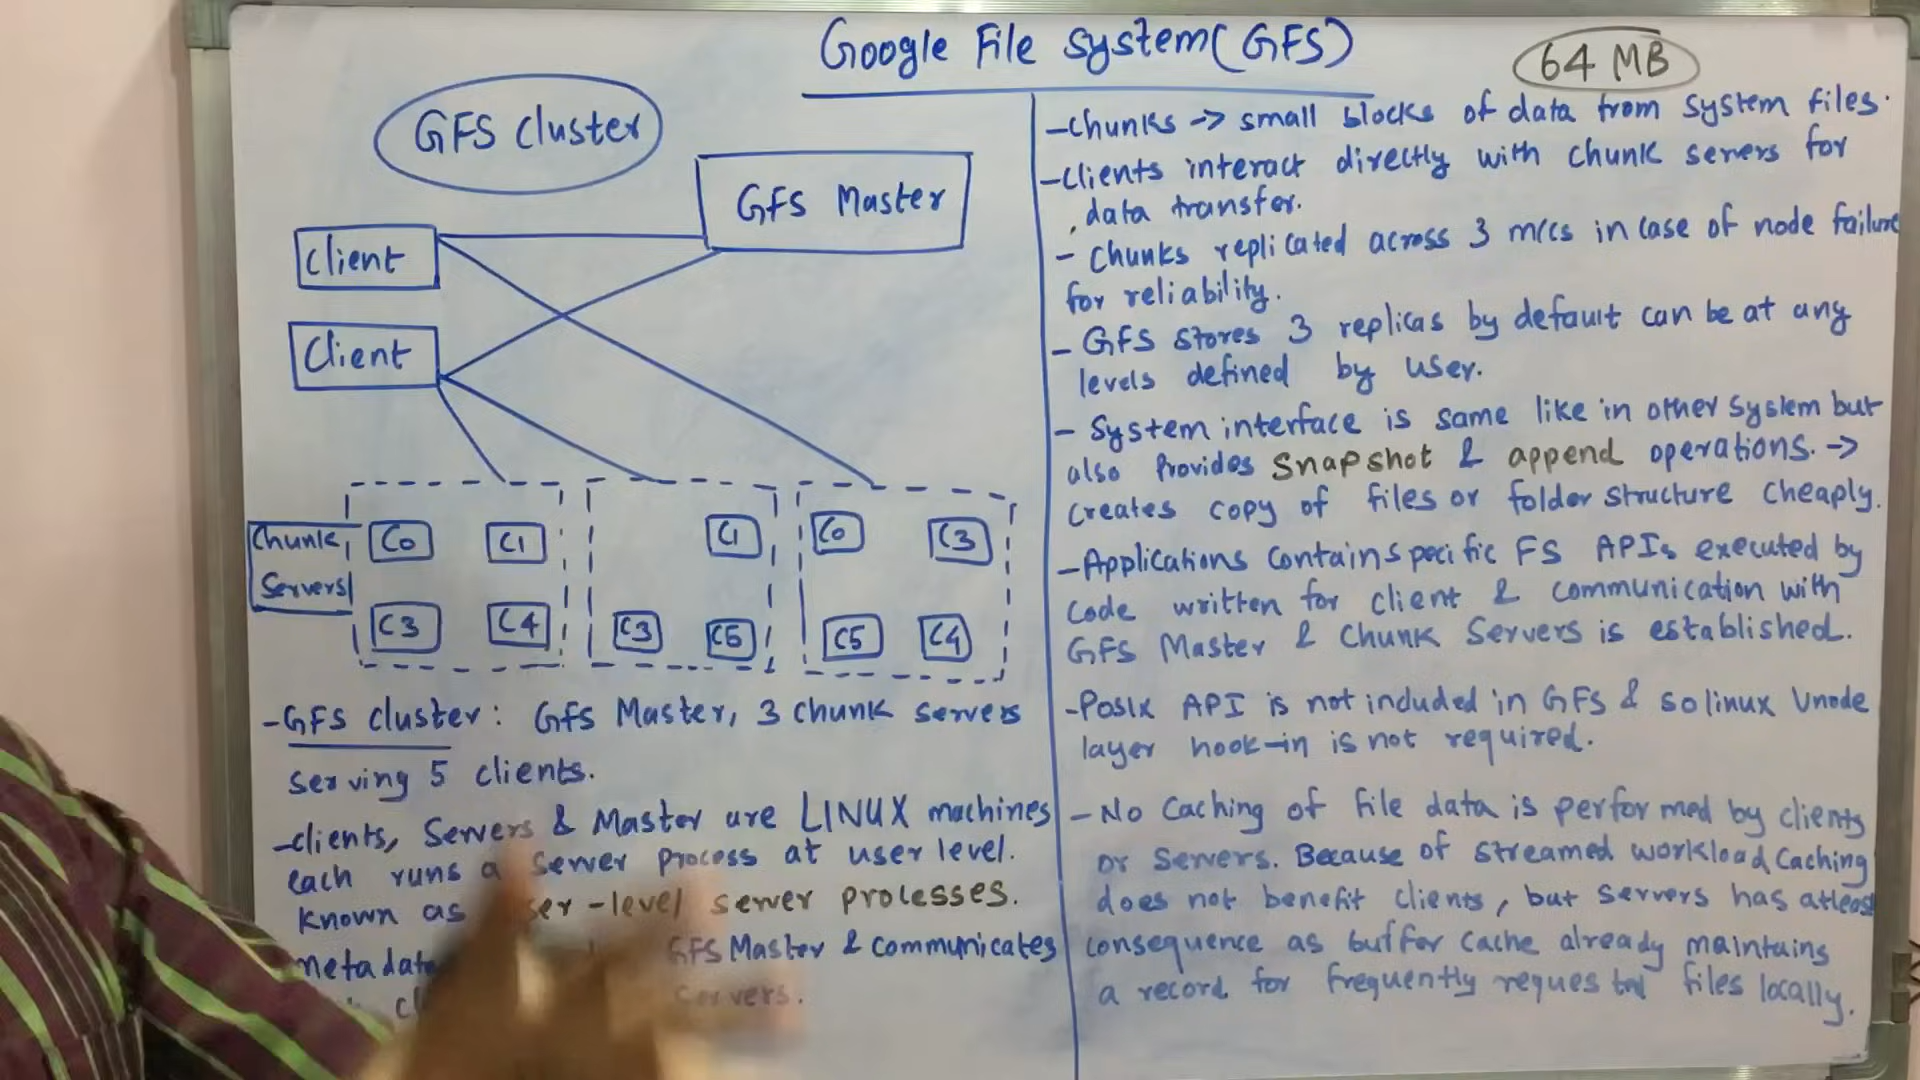 Google File System(GFS)
64 MB
GFS Cluster
GFS Master
Client
Client
Chunk
Servers
C0
C1
C3
C4
C1
C3
C5
C0
C3
C5
C4
-GFS cluster: GFS Master, 3 chunk servers
serving 5 clients.
-clients, Servers & Master are LINUX machines
each runs a server process at user level.
known as -level server processes.
GFS Master & communicates
servers.
-Chunks -> small blocks of data from system files.
-clients interact directly with chunk servers for
data transfer.
- Chunks replicated across 3 m/cs in case of node failure
for reliability.
- GFS stores 3 replicas by default can be at any
levels defined by user.
- System interface is same like in other system but
also Provides Snapshot & append operations. ->
creates copy of files or folder structure cheaply.
-Applications contain specific FS APIs executed by
code written for client & communication with
GFS Master & Chunk Servers is established.
-Posix API is not included in GFS & so linux Vnode
layer hook-in is not required.
- No Caching of file data is performed by clients
or servers. Because of streamed workload caching
does not benefit clients, but servers has atleast
consequence as buffer cache already maintains
a record for frequently requested files locally.